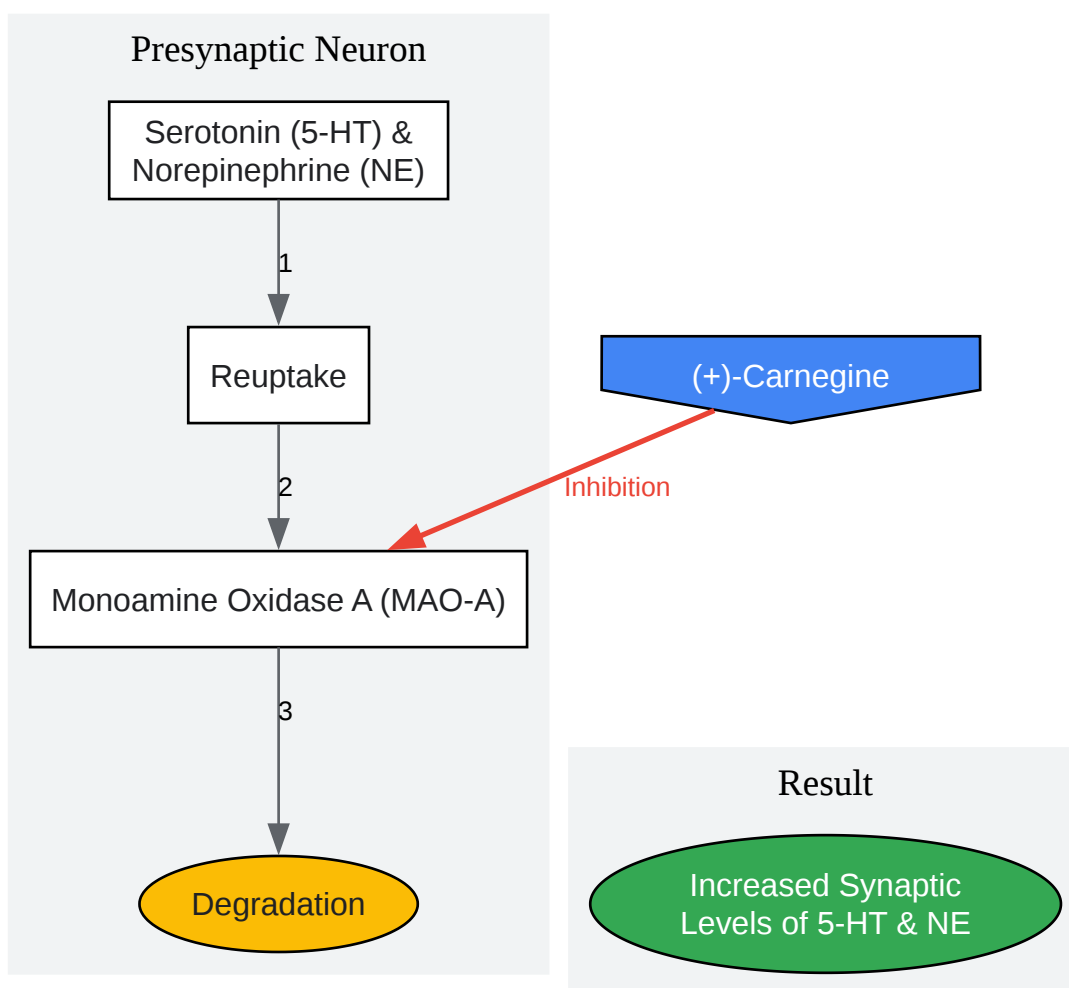 Presynaptic Neuron
Serotonin (5-HT) &
Norepinephrine (NE)
1
Reuptake
(+)-Carnegine
2
Inhibition
Monoamine Oxidase A (MAO-A)
3
Degradation
Result
Increased Synaptic
Levels of 5-HT & NE